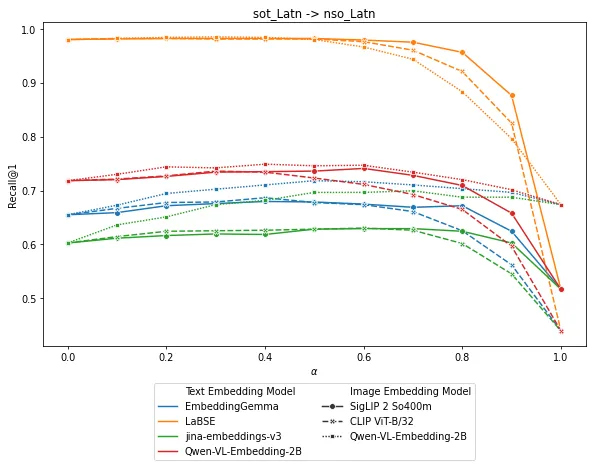 sot_Latn -> nso_Latn
1.0
0.9
0.8
0.7
0.6
0.5
Recall@1
0.0 0.2 0.4 0.6 0.8 1.0
α
Text Embedding Model Image Embedding Model
EmbeddingGemma SigLIP 2 So400m
LaBSE CLIP ViT-B/32
jina-embeddings-v3 Qwen-VL-Embedding-2B
Qwen-VL-Embedding-2B